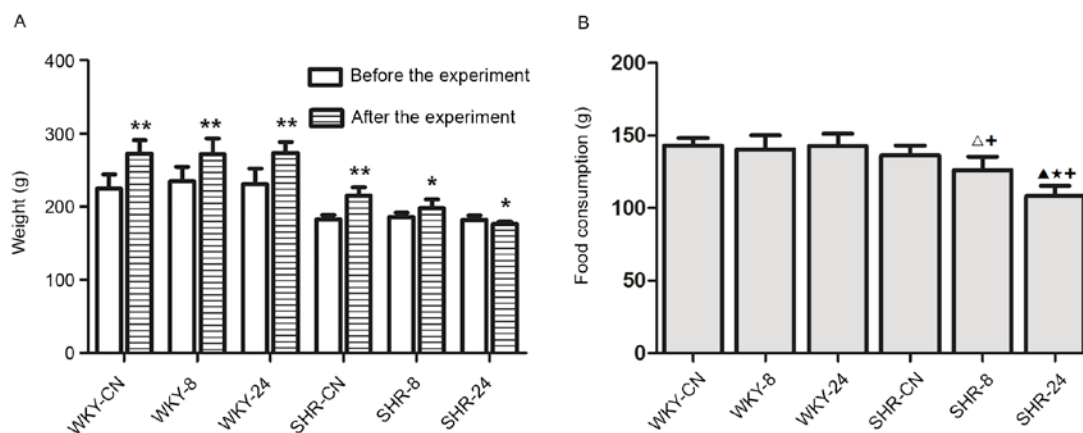 A
Weight (g)
400
300
200
100
0
Before the experiment
After the experiment
**
**
**
**
*
*
WKY-CN
WKY-8
WKY-24
SHR-CN
SHR-8
SHR-24
B
Food consumption (g)
200
150
100
50
0
△+
▲★+
WKY-CN
WKY-8
WKY-24
SHR-CN
SHR-8
SHR-24